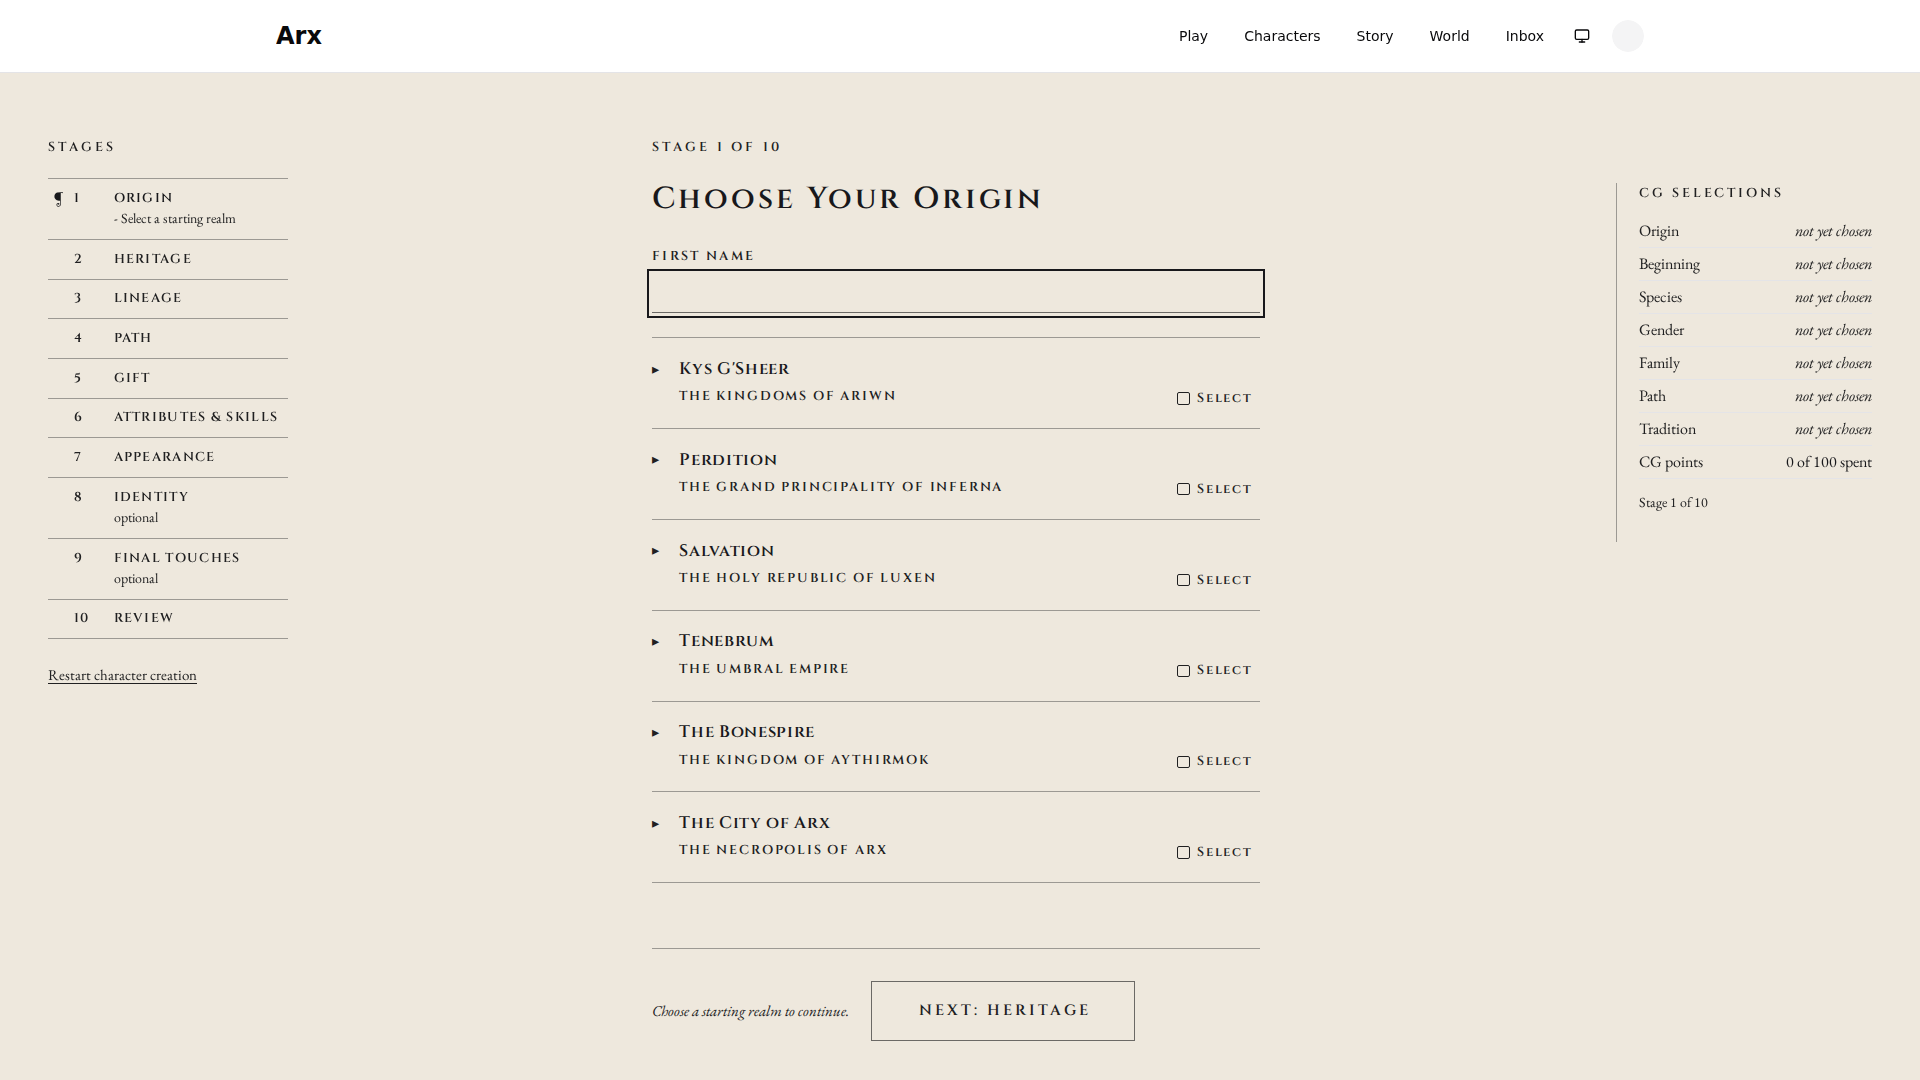 Arx
Play
Characters
Story
World
Inbox
STAGES
¶ 1 ORIGIN
- Select a starting realm
2 HERITAGE
3 LINEAGE
4 PATH
5 GIFT
6 ATTRIBUTES & SKILLS
7 APPEARANCE
8 IDENTITY
optional
9 FINAL TOUCHES
optional
10 REVIEW
Restart character creation
STAGE 1 OF 10
Choose Your Origin
FIRST NAME
Kys G'Sheer
THE KINGDOMS OF ARIWN
Select
Perdition
THE GRAND PRINCIPALITY OF INFERNA
Select
Salvation
THE HOLY REPUBLIC OF LUXEN
Select
Tenebrum
THE UMBRAL EMPIRE
Select
The Bonespire
THE KINGDOM OF AYTHIRMOK
Select
The City of Arx
THE NECROPOLIS OF ARX
Select
Choose a starting realm to continue.
NEXT: HERITAGE
CG SELECTIONS
Origin not yet chosen
Beginning not yet chosen
Species not yet chosen
Gender not yet chosen
Family not yet chosen
Path not yet chosen
Tradition not yet chosen
CG points 0 of 100 spent
Stage 1 of 10